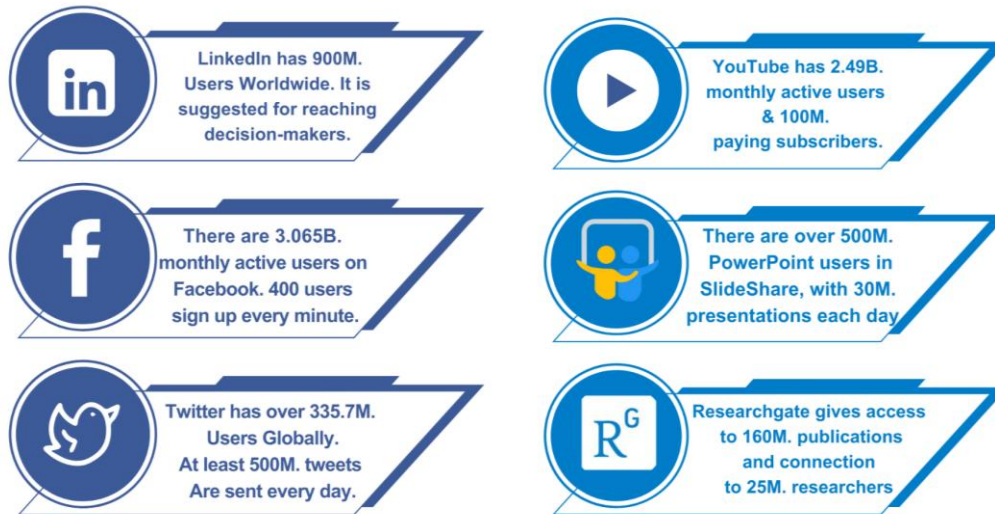 in
LinkedIn has 900M.
Users Worldwide. It is
suggested for reaching
decision-makers.
YouTube has 2.49B.
monthly active users
& 100M.
paying subscribers.
f
There are 3.065B.
monthly active users on
Facebook. 400 users
sign up every minute.
There are over 500M.
PowerPoint users in
SlideShare, with 30M.
presentations each day
Twitter has over 335.7M.
Users Globally.
At least 500M. tweets
Are sent every day.
RG
Researchgate gives access
to 160M. publications
and connection
to 25M. researchers